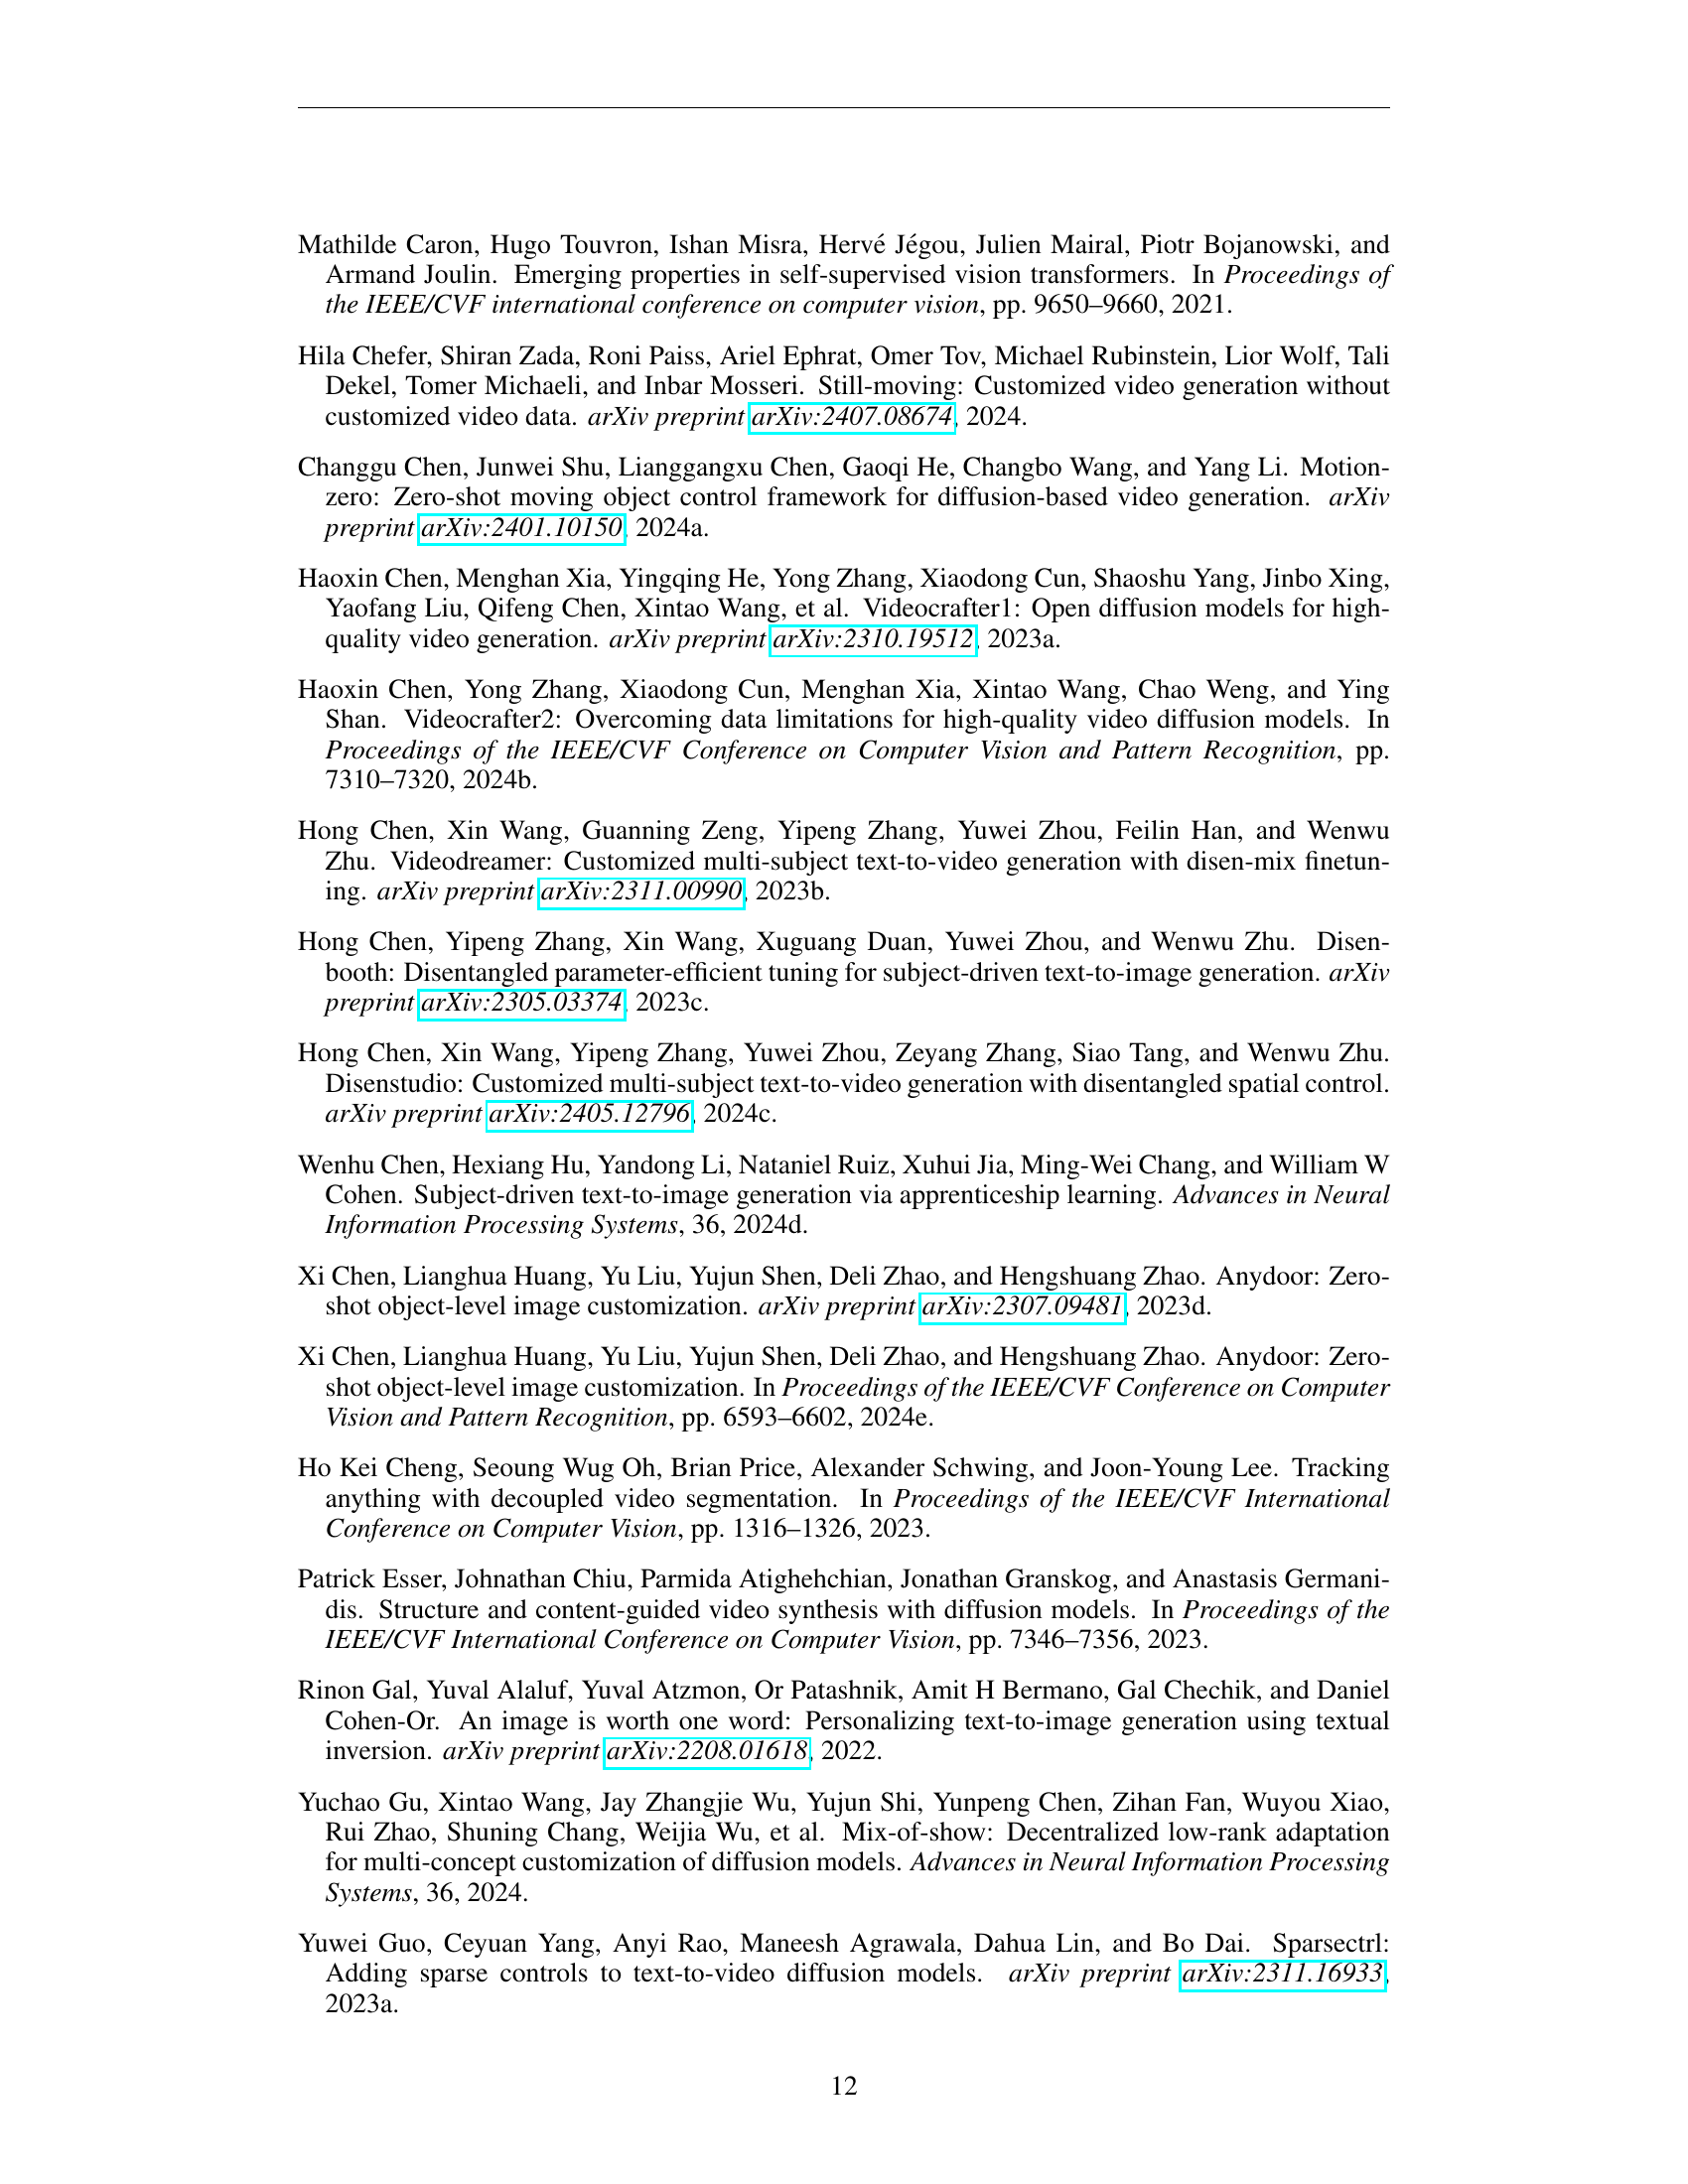 Mathilde Caron, Hugo Touvron, Ishan Misra, Hervé Jégou, Julien Mairal, Piotr Bojanowski, and
Armand Joulin. Emerging properties in self-supervised vision transformers. In Proceedings of
the IEEE/CVF international conference on computer vision, pp. 9650–9660, 2021.
Hila Chefer, Shiran Zada, Roni Paiss, Ariel Ephrat, Omer Tov, Michael Rubinstein, Lior Wolf, Tali
Dekel, Tomer Michaeli, and Inbar Mosseri. Still-moving: Customized video generation without
customized video data. arXiv preprint arXiv:2407.08674, 2024.
Changgu Chen, Junwei Shu, Lianggangxu Chen, Gaoqi He, Changbo Wang, and Yang Li. Motion-
zero: Zero-shot moving object control framework for diffusion-based video generation. arXiv
preprint arXiv:2401.10150, 2024a.
Haoxin Chen, Menghan Xia, Yingqing He, Yong Zhang, Xiaodong Cun, Shaoshu Yang, Jinbo Xing,
Yaofang Liu, Qifeng Chen, Xintao Wang, et al. Videocrafter1: Open diffusion models for high-
quality video generation. arXiv preprint arXiv:2310.19512, 2023a.
Haoxin Chen, Yong Zhang, Xiaodong Cun, Menghan Xia, Xintao Wang, Chao Weng, and Ying
Shan. Videocrafter2: Overcoming data limitations for high-quality video diffusion models. In
Proceedings of the IEEE/CVF Conference on Computer Vision and Pattern Recognition, pp.
7310–7320, 2024b.
Hong Chen, Xin Wang, Guanning Zeng, Yipeng Zhang, Yuwei Zhou, Feilin Han, and Wenwu
Zhu. Videodreamer: Customized multi-subject text-to-video generation with disen-mix finetun-
ing. arXiv preprint arXiv:2311.00990, 2023b.
Hong Chen, Yipeng Zhang, Xin Wang, Xuguang Duan, Yuwei Zhou, and Wenwu Zhu. Disen-
booth: Disentangled parameter-efficient tuning for subject-driven text-to-image generation. arXiv
preprint arXiv:2305.03374, 2023c.
Hong Chen, Xin Wang, Yipeng Zhang, Yuwei Zhou, Zeyang Zhang, Siao Tang, and Wenwu Zhu.
Disenstudio: Customized multi-subject text-to-video generation with disentangled spatial control.
arXiv preprint arXiv:2405.12796, 2024c.
Wenhu Chen, Hexiang Hu, Yandong Li, Nataniel Ruiz, Xuhui Jia, Ming-Wei Chang, and William W
Cohen. Subject-driven text-to-image generation via apprenticeship learning. Advances in Neural
Information Processing Systems, 36, 2024d.
Xi Chen, Lianghua Huang, Yu Liu, Yujun Shen, Deli Zhao, and Hengshuang Zhao. Anydoor: Zero-
shot object-level image customization. arXiv preprint arXiv:2307.09481, 2023d.
Xi Chen, Lianghua Huang, Yu Liu, Yujun Shen, Deli Zhao, and Hengshuang Zhao. Anydoor: Zero-
shot object-level image customization. In Proceedings of the IEEE/CVF Conference on Computer
Vision and Pattern Recognition, pp. 6593–6602, 2024e.
Ho Kei Cheng, Seoung Wug Oh, Brian Price, Alexander Schwing, and Joon-Young Lee. Tracking
anything with decoupled video segmentation. In Proceedings of the IEEE/CVF International
Conference on Computer Vision, pp. 1316–1326, 2023.
Patrick Esser, Johnathan Chiu, Parmida Atighehchian, Jonathan Granskog, and Anastasis Germani-
dis. Structure and content-guided video synthesis with diffusion models. In Proceedings of the
IEEE/CVF International Conference on Computer Vision, pp. 7346–7356, 2023.
Rinon Gal, Yuval Alaluf, Yuval Atzmon, Or Patashnik, Amit H Bermano, Gal Chechik, and Daniel
Cohen-Or. An image is worth one word: Personalizing text-to-image generation using textual
inversion. arXiv preprint arXiv:2208.01618, 2022.
Yuchao Gu, Xintao Wang, Jay Zhangjie Wu, Yujun Shi, Yunpeng Chen, Zihan Fan, Wuyou Xiao,
Rui Zhao, Shuning Chang, Weijia Wu, et al. Mix-of-show: Decentralized low-rank adaptation
for multi-concept customization of diffusion models. Advances in Neural Information Processing
Systems, 36, 2024.
Yuwei Guo, Ceyuan Yang, Anyi Rao, Maneesh Agrawala, Dahua Lin, and Bo Dai. Sparsectrl:
Adding sparse controls to text-to-video diffusion models. arXiv preprint arXiv:2311.16933,
2023a.
12